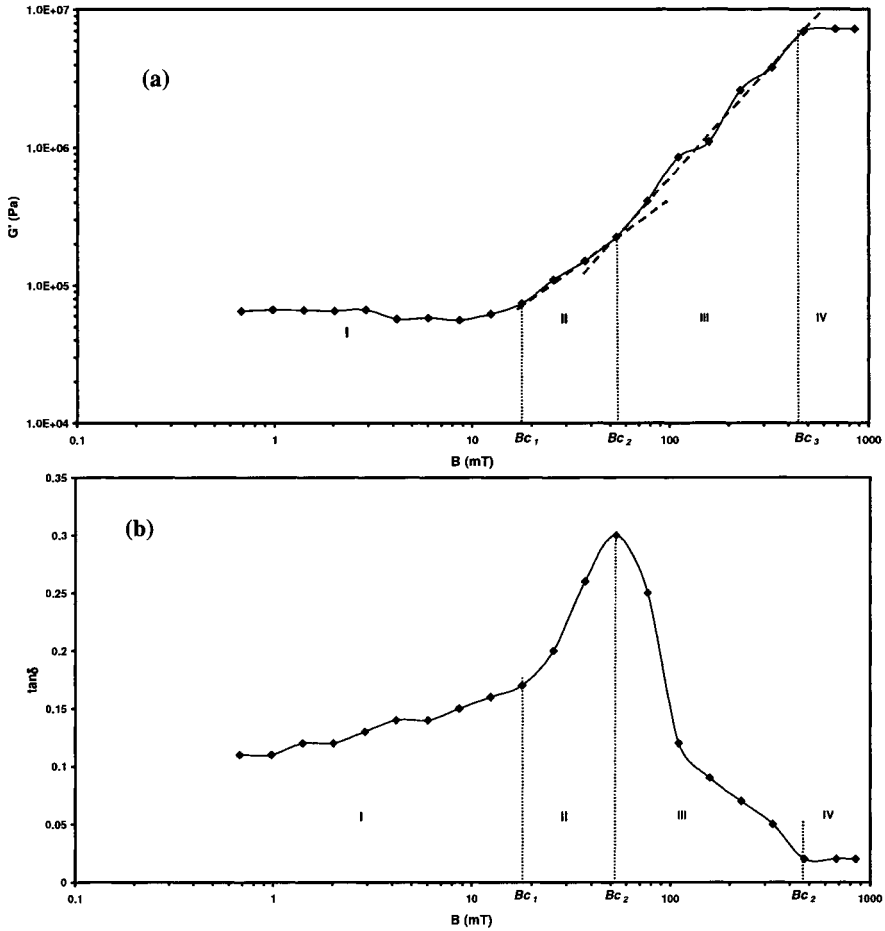 1.0E+07
(a)
1.0E+06
G' (Pa)
1.0E+05
I
II
III
IV
1.0E+04
0.1
1
10
Bc1
Bc2
100
Bc3
1000
B (mT)
0.35
(b)
0.3
0.25
0.2
tanδ
0.15
0.1
0.05
I
II
III
IV
0
0.1
1
10
Bc1
Bc2
100
Bc2
1000
B (mT)